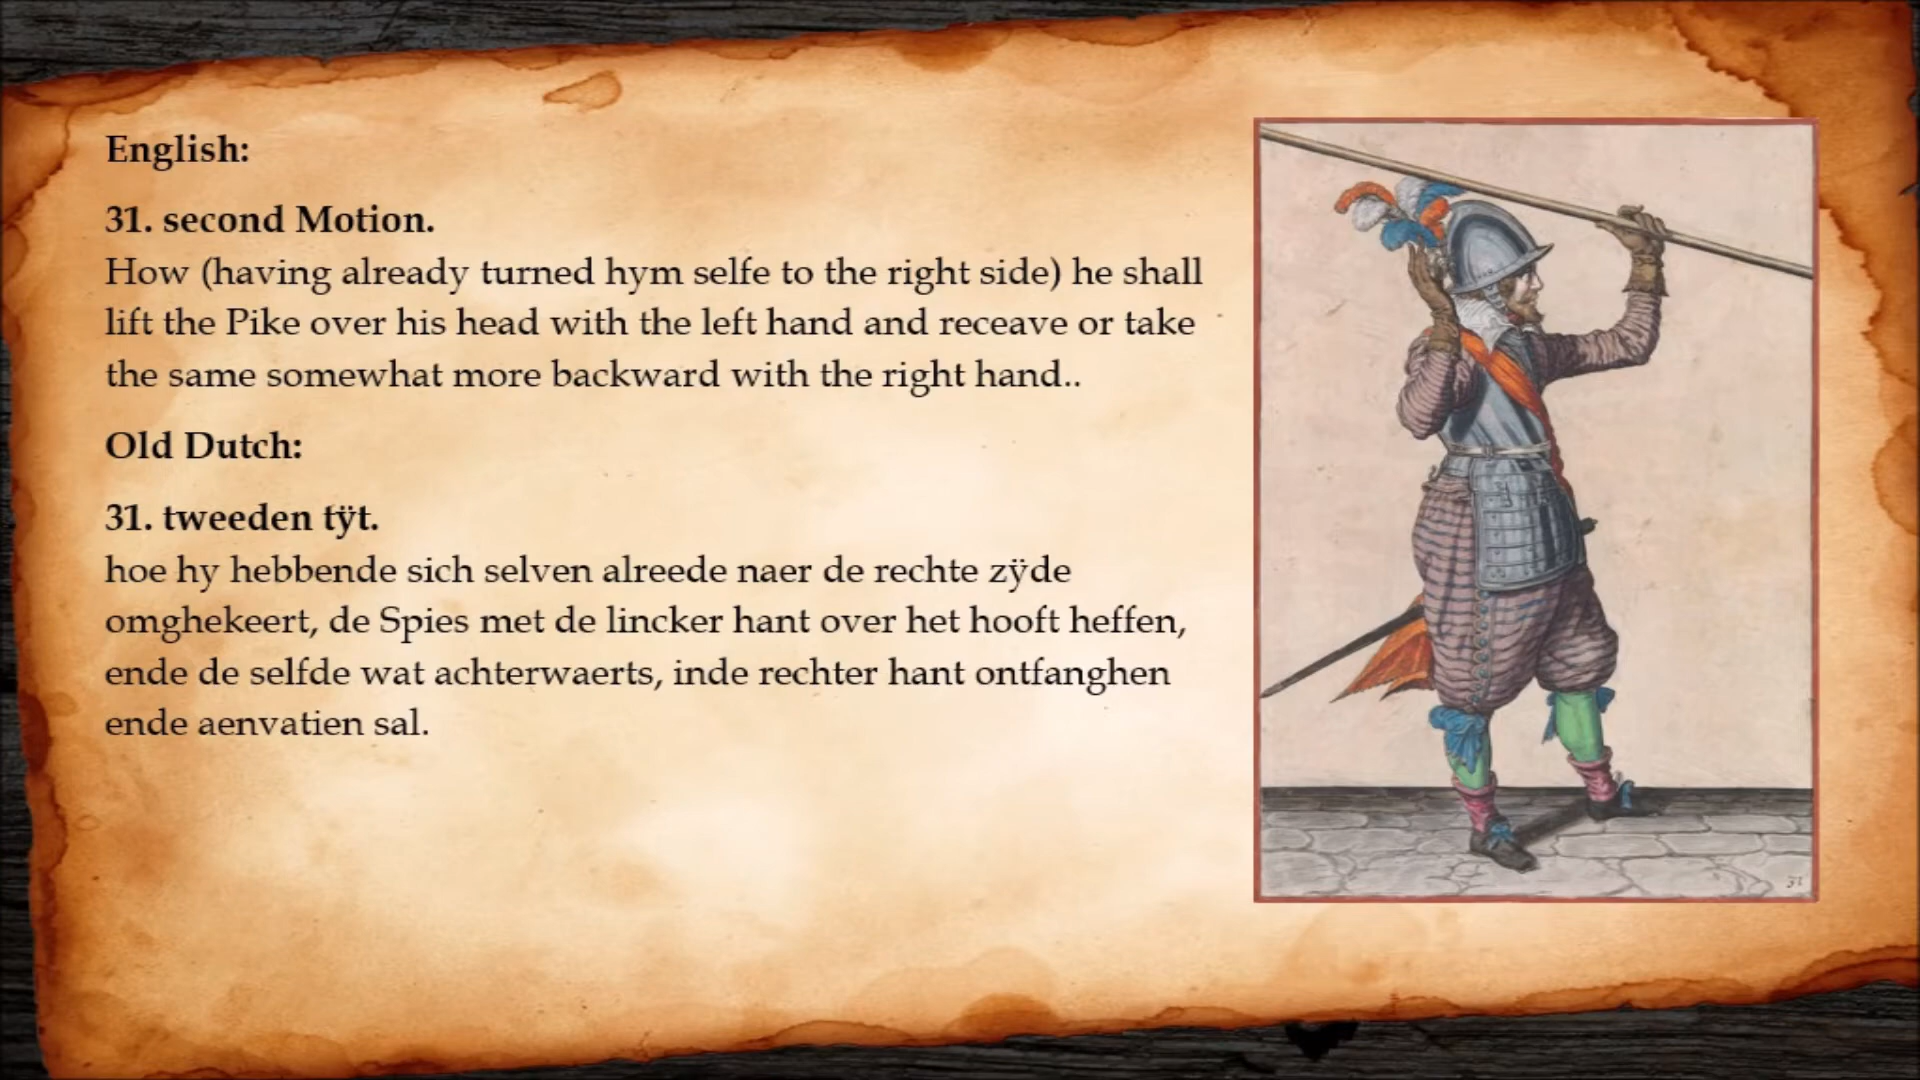 English:
31. second Motion.
How (having already turned hym selfe to the right side) he shall
lift the Pike over his head with the left hand and receave or take
the same somewhat more backward with the right hand..
Old Dutch:
31. tweeden tÿt.
hoe hy hebbende sich selven alreede naer de rechte zÿde
omghekeert, de Spies met de lincker hant over het hooft heffen,
ende de selfde wat achterwaerts, inde rechter hant ontfanghen
ende aenvatien sal.
31